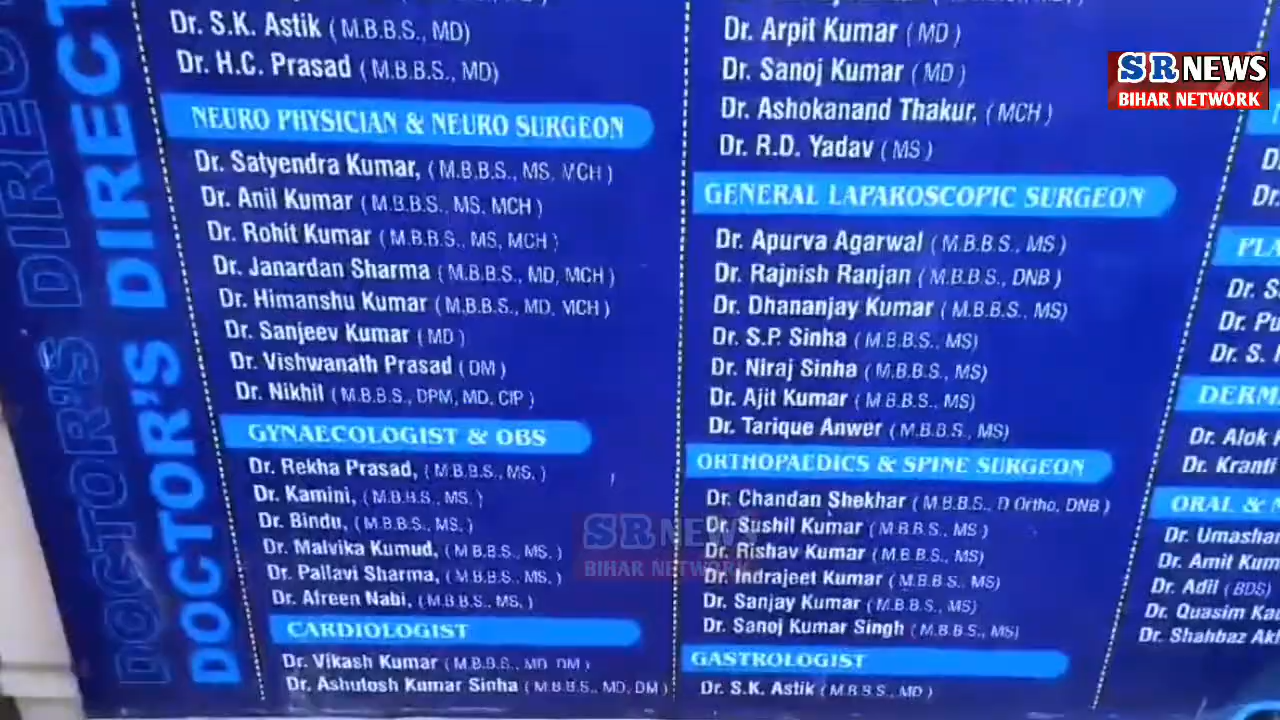 DOCTOR'S DIRECT
DOCTOR'S DIREC
Dr. S.K. Astik ( M.B.B.S., MD)
Dr. H.C. Prasad ( M.B.B.S., MD)
NEURO PHYSICIAN & NEURO SURGEON
Dr. Satyendra Kumar, ( M.B.B.S., MS, MCH )
Dr. Anil Kumar ( M.B.B.S., MS, MCH )
Dr. Rohit Kumar ( M.B.B.S., MS, MCH )
Dr. Janardan Sharma ( M.B.B.S., MD, MCH )
Dr. Himanshu Kumar ( M.B.B.S., MD, MCH )
Dr. Sanjeev Kumar ( MD )
Dr. Vishwanath Prasad ( DM )
Dr. Nikhil ( M.B.B.S., DPM, MD, CIP )
GYNAECOLOGIST & OBS
Dr. Rekha Prasad, ( M.B.B.S., MS. )
Dr. Kamini, ( M.B.B.S., MS. )
Dr. Bindu, ( M.B.B.S., MS. )
Dr. Malvika Kumud, ( M.B.B.S., MS. )
Dr. Pallavi Sharma, ( M.B.B.S., MS. )
Dr. Afreen Nabi, ( M.B.B.S., MS, )
CARDIOLOGIST
Dr. Vikash Kumar ( M.B.B.S., MD, DM )
Dr. Ashutosh Kumar Sinha ( M.B.B.S., MD, DM )
Dr. Arpit Kumar ( MD )
Dr. Sanoj Kumar ( MD )
Dr. Ashokanand Thakur, ( MCH )
Dr. R.D. Yadav ( MS )
GENERAL LAPAROSCOPIC SURGEON
Dr. Apurva Agarwal ( M.B.B.S., MS )
Dr. Rajnish Ranjan ( M.B.B.S., DNB )
Dr. Dhananjay Kumar ( M.B.B.S., MS)
Dr. S.P. Sinha ( M.B.B.S., MS)
Dr. Niraj Sinha ( M.B.B.S., MS)
Dr. Ajit Kumar ( M.B.B.S., MS)
Dr. Tarique Anwer ( M.B.B.S., MS)
ORTHOPAEDICS & SPINE SURGEON
Dr. Chandan Shekhar ( M.B.B.S., D Ortho, DNB )
Dr. Sushil Kumar ( M.B.B.S., MS )
Dr. Rishav Kumar ( M.B.B.S., MS)
Dr. Indrajeet Kumar ( M.B.B.S., MS)
Dr. Sanjay Kumar ( M.B.B.S., MS)
Dr. Sanoj Kumar Singh ( M.B.B.S., MS)
GASTROLOGIST
Dr. S.K. Astik ( M.B.B.S., MD )
Dr.
PLA
Dr. S
Dr. Pu
Dr. S.
DERM
Dr. Alok
Dr. Kranti
ORAL &
Dr. Umashan
Dr. Amit Kum
Dr. Adil (BDS)
Dr. Quasim Ka
Dr. Shahbaz Ak
SR NEWS
BIHAR NETWORK
SR NEWS
BIHAR NETWORK